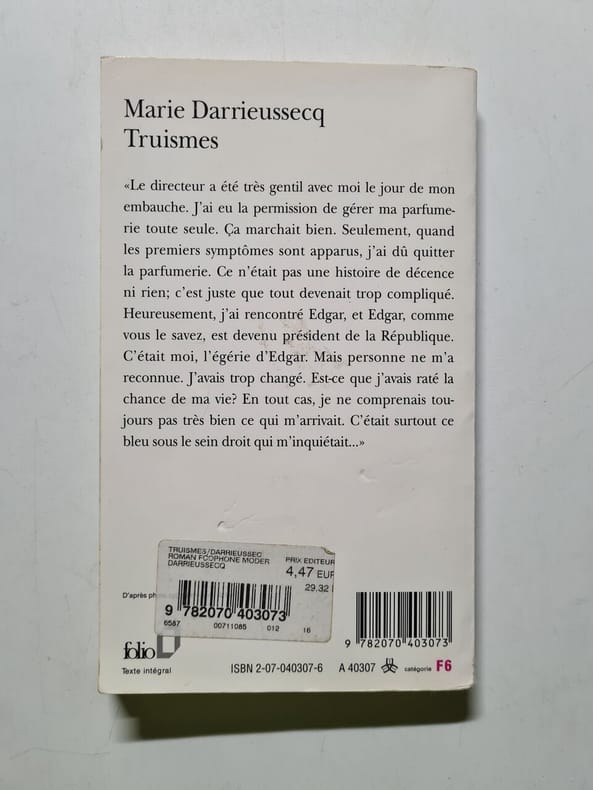 Marie Darrieussecq
Truismes
«Le directeur a été très gentil avec moi le jour de mon
embauche. J'ai eu la permission de gérer ma parfume-
rie toute seule. Ça marchait bien. Seulement, quand
les premiers symptômes sont apparus, j'ai dû quitter
la parfumerie. Ce n'était pas une histoire de décence
ni rien; c'est juste que tout devenait trop compliqué.
Heureusement, j'ai rencontré Edgar, et Edgar, comme
vous le savez, est devenu président de la République.
C'était moi, l'égérie d'Edgar. Mais personne ne m'a
reconnue. J'avais trop changé. Est-ce que j'avais raté la
chance de ma vie? En tout cas, je ne comprenais tou-
jours pas très bien ce qui m'arrivait. C'était surtout ce
bleu sous le sein droit qui m'inquiétait...»
TRUISMES/DARRIEUSSEC
ROMAN FCOPHONE MODER
DARRIEUSSECQ
PRIX EDITEUR
4,47 EUR
29.32
D'après
9 782070 403073
6587 00711085 012 16
9 782070 403073
folio
Texte intégral
ISBN 2-07-040307-6 A 40307 catégorie F6